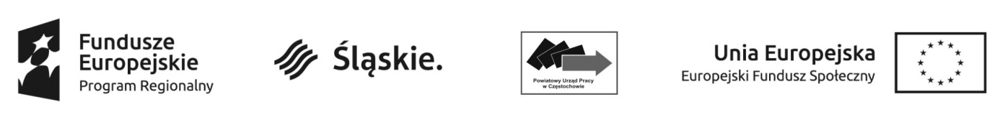 Fundusze
Europejskie
Program Regionalny
Śląskie.
Powiatowy Urząd Pracy
w Częstochowie
Unia Europejska
Europejski Fundusz Społeczny